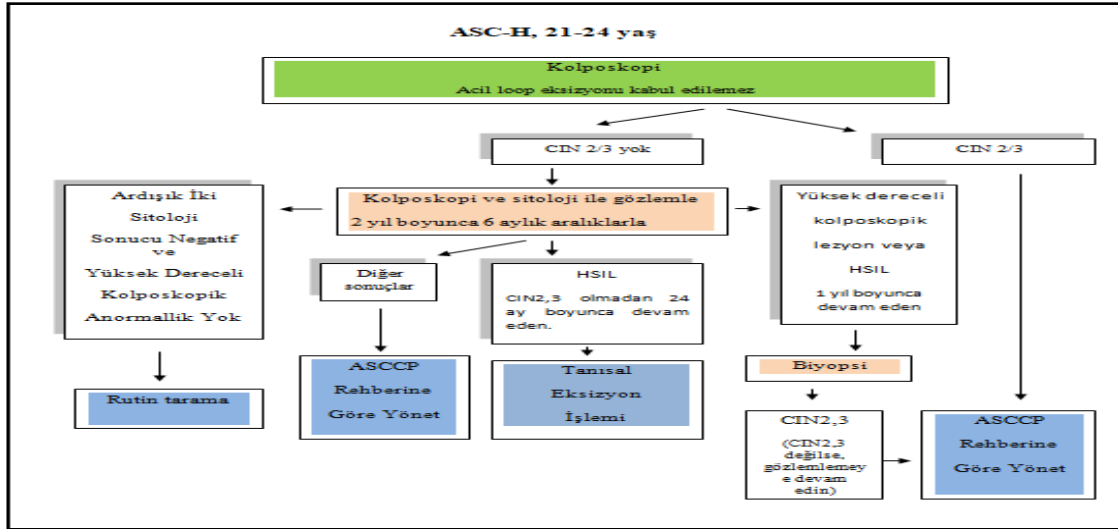 ASC-H, 21-24 yaş
Kolposkopi
Acil loop eksizyonu kabul edilemez
CIN 2/3 yok
CIN 2/3
Ardışık İki
Sitoloji
Sonucu Negatif
ve
Yüksek Dereceli
Kolposkopik
Anormallik Yok
Kolposkopi ve sitoloji ile gözlemle
2 yıl boyunca 6 aylık aralıklarla
Yüksek dereceli
kolposkopik
lezyon veya
HSIL
1 yıl boyunca
devam eden
Diğer
sonuçlar
HSIL
CIN2,3 olmadan 24
ay boyunca devam
eden.
Rutin tarama
ASCCP
Rehberine
Göre Yönet
Tanısal
Eksizyon
İşlemi
Biyopsi
CIN2,3
(CIN2,3
değilse,
gözlemlemey
e devam
edin)
ASCCP
Rehberine
Göre Yönet